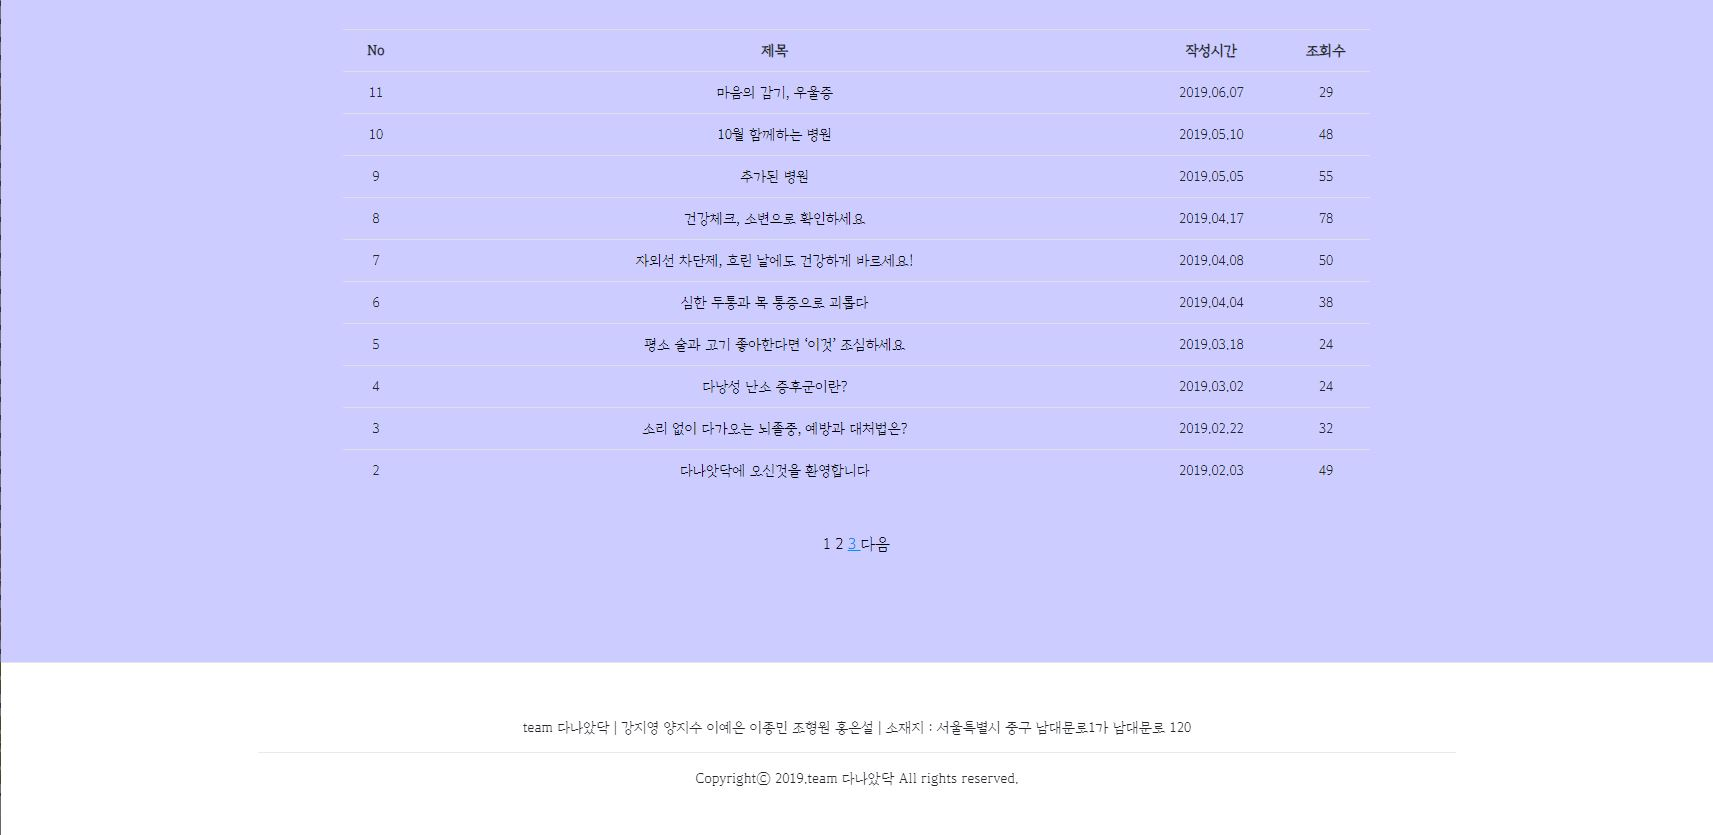 No 제목 작성시간 조회수
11 마음의 감기, 우울증 2019.06.07 29
10 10월 함께하는 병원 2019.05.10 48
9 추가된 병원 2019.05.05 55
8 건강체크, 소변으로 확인하세요 2019.04.17 78
7 자외선 차단제, 흐린 날에도 건강하게 바르세요! 2019.04.08 50
6 심한 두통과 목 통증으로 괴롭다 2019.04.04 38
5 평소 술과 고기 좋아한다면 ‘이것’ 조심하세요 2019.03.18 24
4 다낭성 난소 증후군이란? 2019.03.02 24
3 소리 없이 다가오는 뇌졸중, 예방과 대처법은? 2019.02.22 32
2 다나앗닥에 오신것을 환영합니다 2019.02.03 49
1 2 3 다음
team 다나았닥 | 강지영 양지수 이예은 이종민 조형원 홍은설 | 소재지 : 서울특별시 중구 남대문로1가 남대문로 120
Copyrightⓒ 2019.team 다나았닥 All rights reserved.